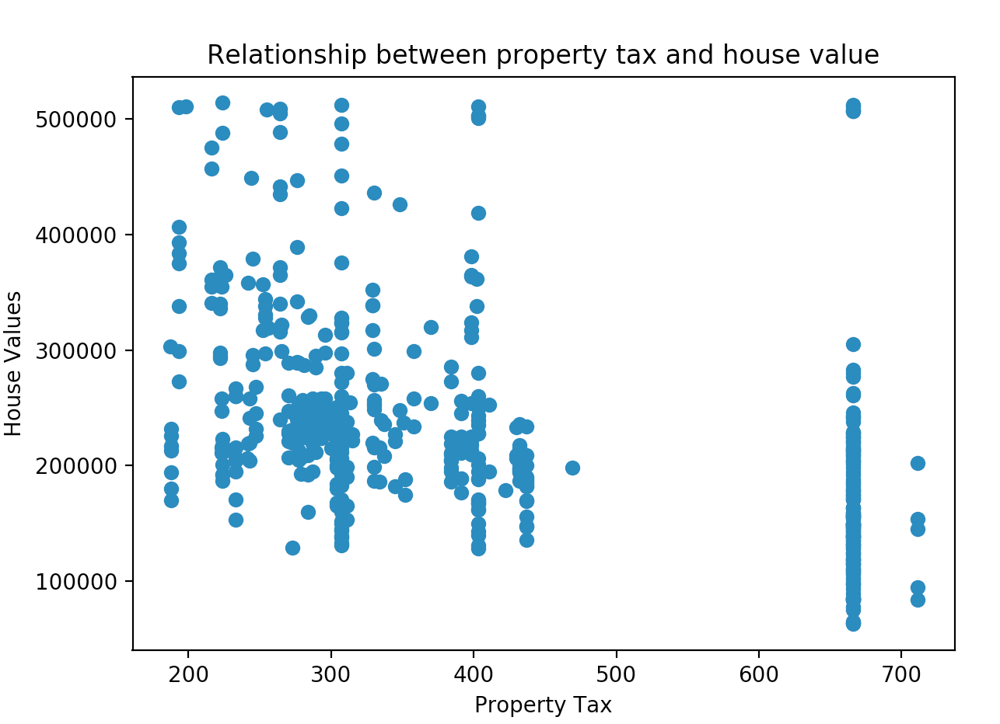 Relationship between property tax and house value
500000
400000
300000
200000
100000
House Values
200 300 400 500 600 700
Property Tax